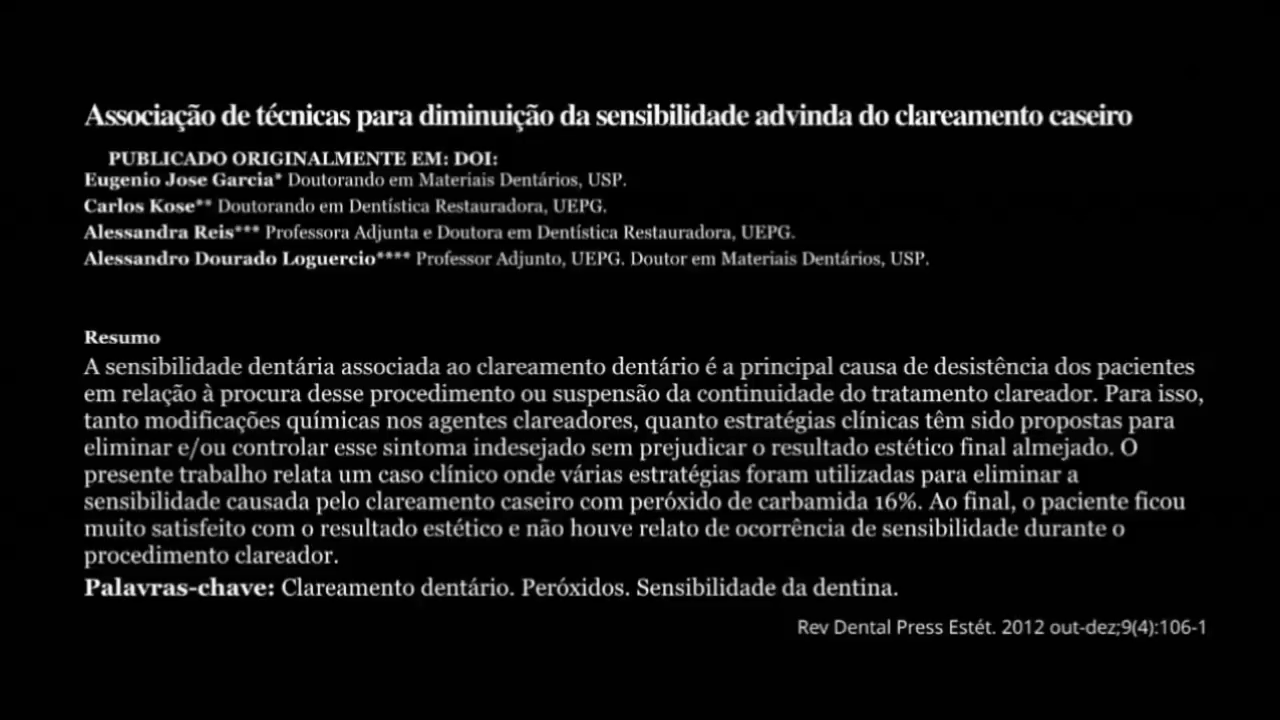 Associação de técnicas para diminuição da sensibilidade advinda do clareamento caseiro
PUBLICADO ORIGINALMENTE EM: DOI:
Eugenio Jose Garcia* Doutorando em Materiais Dentários, USP.
Carlos Kose** Doutorando em Dentística Restauradora, UEPG.
Alessandra Reis*** Professora Adjunta e Doutora em Dentística Restauradora, UEPG.
Alessandro Dourado Loguercio**** Professor Adjunto, UEPG. Doutor em Materiais Dentários, USP.
Resumo
A sensibilidade dentária associada ao clareamento dentário é a principal causa de desistência dos pacientes
em relação à procura desse procedimento ou suspensão da continuidade do tratamento clareador. Para isso,
tanto modificações químicas nos agentes clareadores, quanto estratégias clínicas têm sido propostas para
eliminar e/ou controlar esse sintoma indesejado sem prejudicar o resultado estético final almejado. O
presente trabalho relata um caso clínico onde várias estratégias foram utilizadas para eliminar a
sensibilidade causada pelo clareamento caseiro com peróxido de carbamida 16%. Ao final, o paciente ficou
muito satisfeito com o resultado estético e não houve relato de ocorrência de sensibilidade durante o
procedimento clareador.
Palavras-chave: Clareamento dentário. Peróxidos. Sensibilidade da dentina.
Rev Dental Press Estét. 2012 out-dez;9(4):106-1